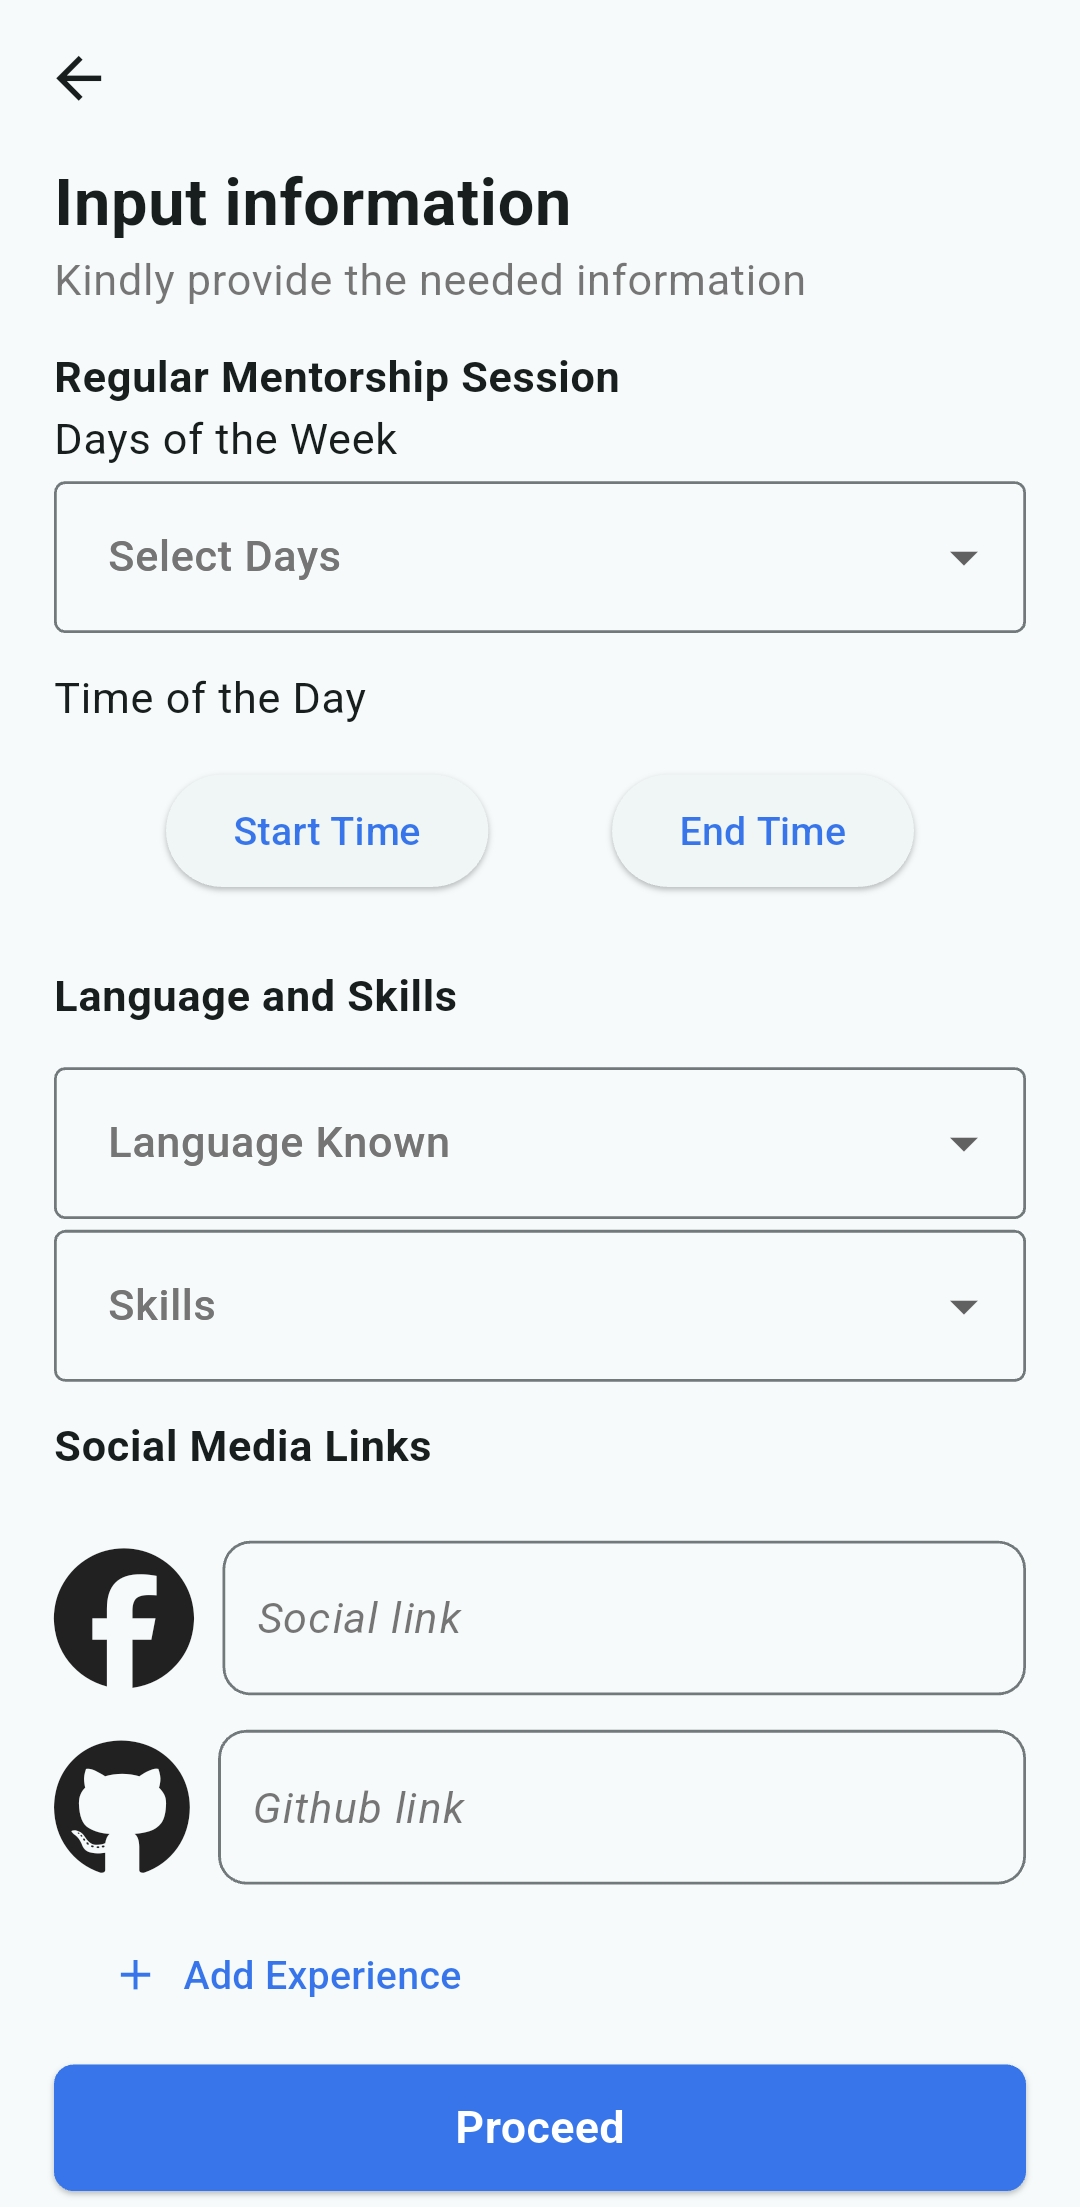 Input information
Kindly provide the needed information
Regular Mentorship Session
Days of the Week
Select Days
Time of the Day
Start Time
End Time
Language and Skills
Language Known
Skills
Social Media Links
Social link
Github link
+ Add Experience
Proceed